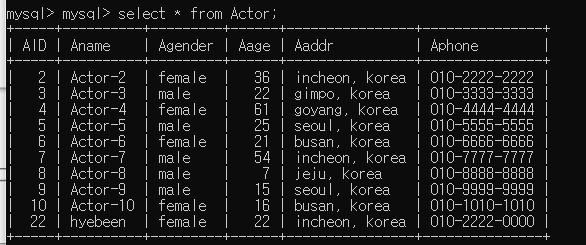 mysql> mysql> select * from Actor;
+-----+----------+---------+------+----------------+---------------+
| AID | Aname | Agender | Aage | Aaddr | Aphone |
+-----+----------+---------+------+----------------+---------------+
| 2 | Actor-2 | female | 36 | incheon, korea | 010-2222-2222 |
| 3 | Actor-3 | male | 22 | gimpo, korea | 010-3333-3333 |
| 4 | Actor-4 | female | 61 | goyang, korea | 010-4444-4444 |
| 5 | Actor-5 | male | 25 | seoul, korea | 010-5555-5555 |
| 6 | Actor-6 | female | 21 | busan, korea | 010-6666-6666 |
| 7 | Actor-7 | male | 54 | incheon, korea | 010-7777-7777 |
| 8 | Actor-8 | male | 7 | jeju, korea | 010-8888-8888 |
| 9 | Actor-9 | male | 15 | seoul, korea | 010-9999-9999 |
| 10 | Actor-10 | female | 16 | busan, korea | 010-1010-1010 |
| 22 | hyebeen | female | 22 | incheon, korea | 010-2222-0000 |
+-----+----------+---------+------+----------------+---------------+